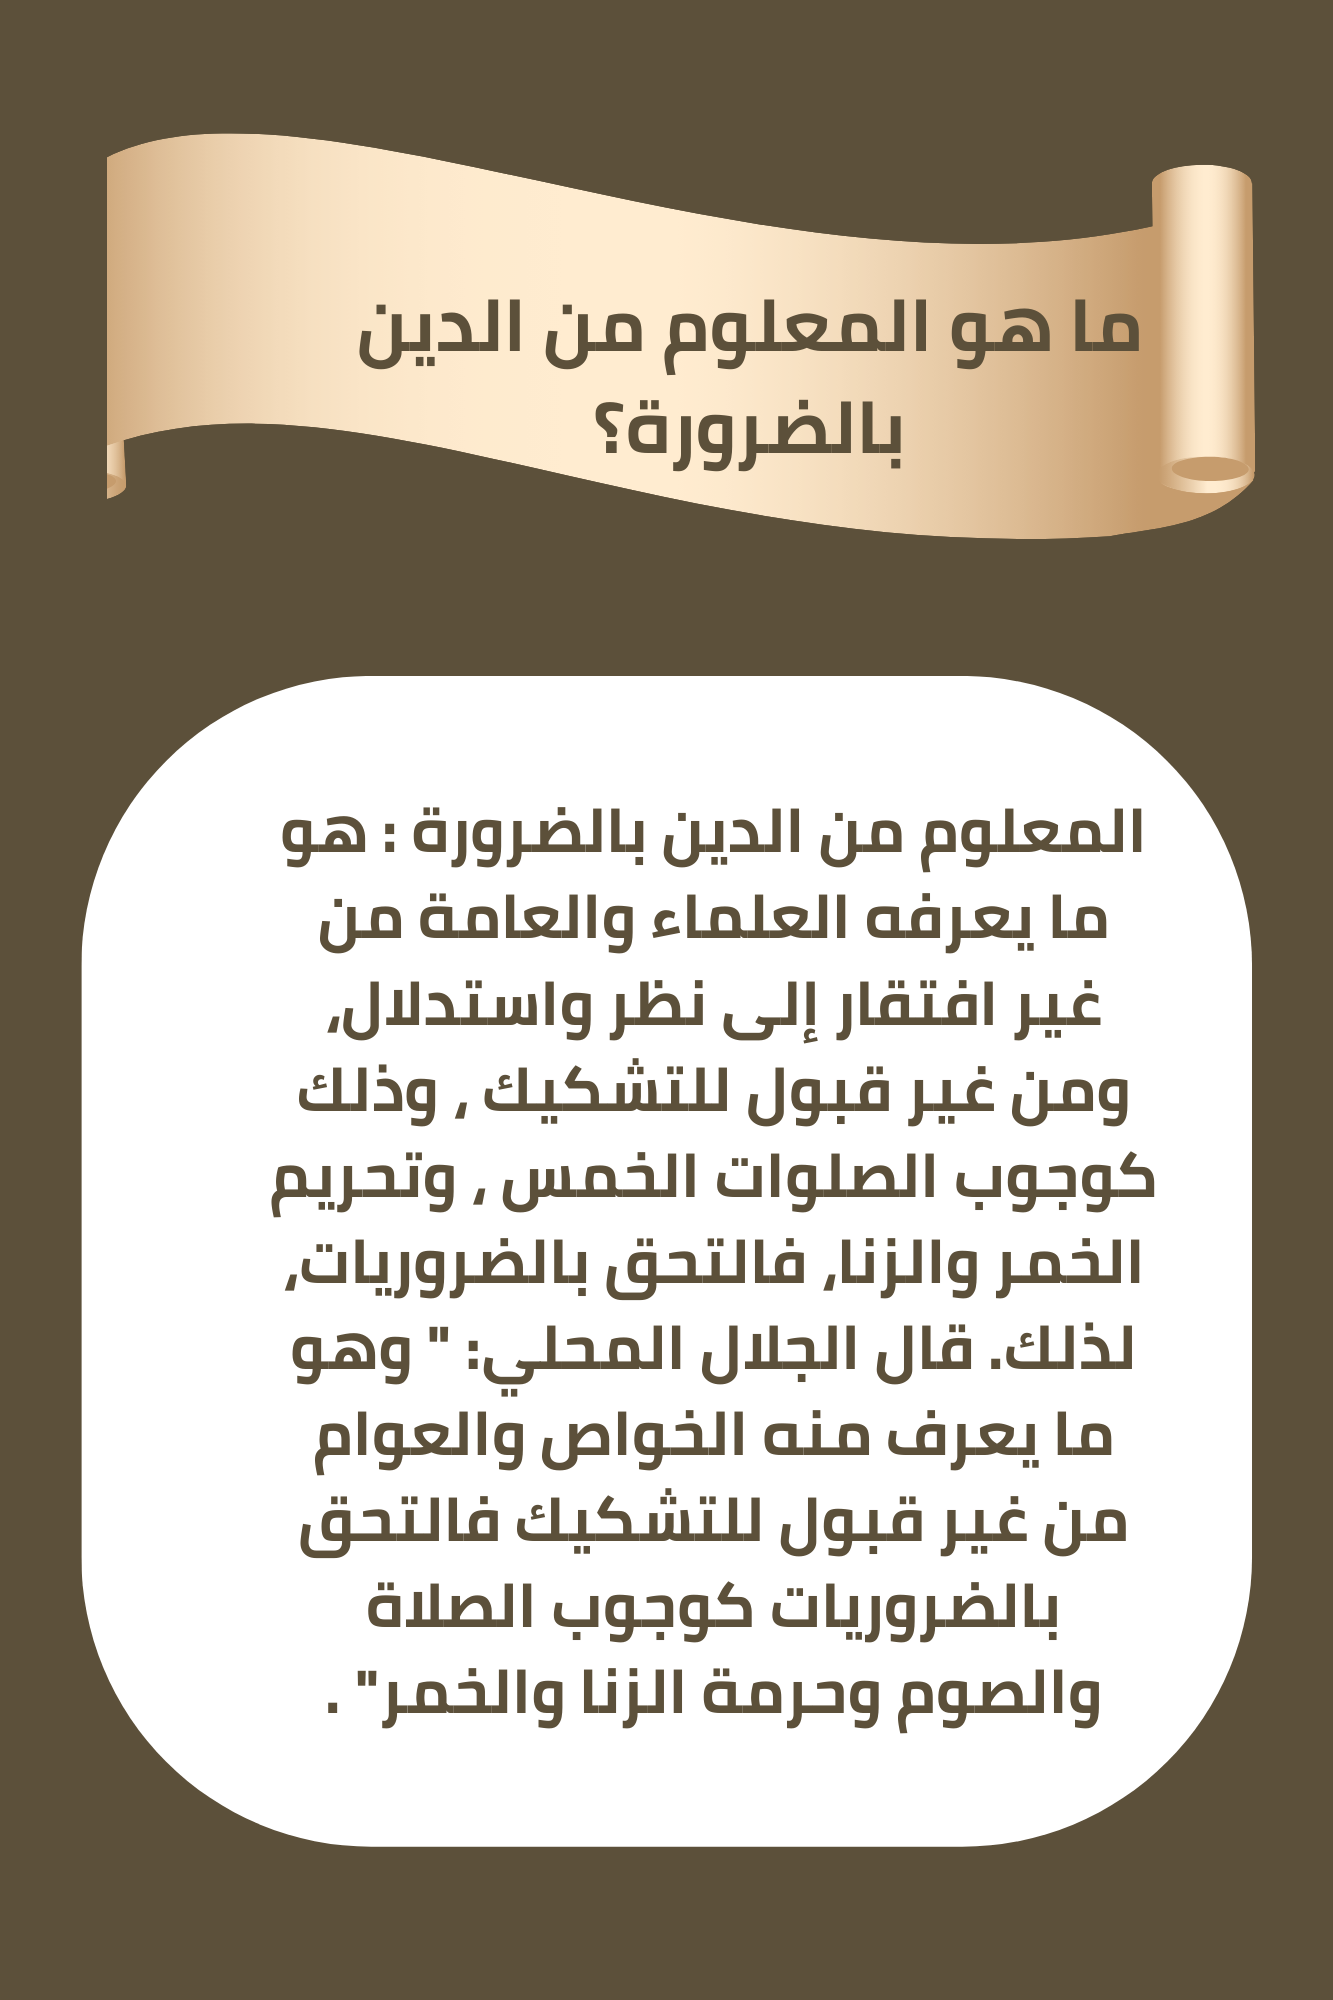 ما هو المعلوم من الدين
بالضرورة؟
المعلوم من الدين بالضرورة : هو
ما يعرفه العلماء والعامة من
غير افتقار إلى نظر واستدلال،
ومن غير قبول للتشكيك ، وذلك
كوجوب الصلوات الخمس ، وتحريم
الخمر والزنا، فالتحق بالضروريات،
لذلك. قال الجلال المحلي: " وهو
ما يعرف منه الخواص والعوام
من غير قبول للتشكيك فالتحق
بالضروريات كوجوب الصلاة
والصوم وحرمة الزنا والخمر" .